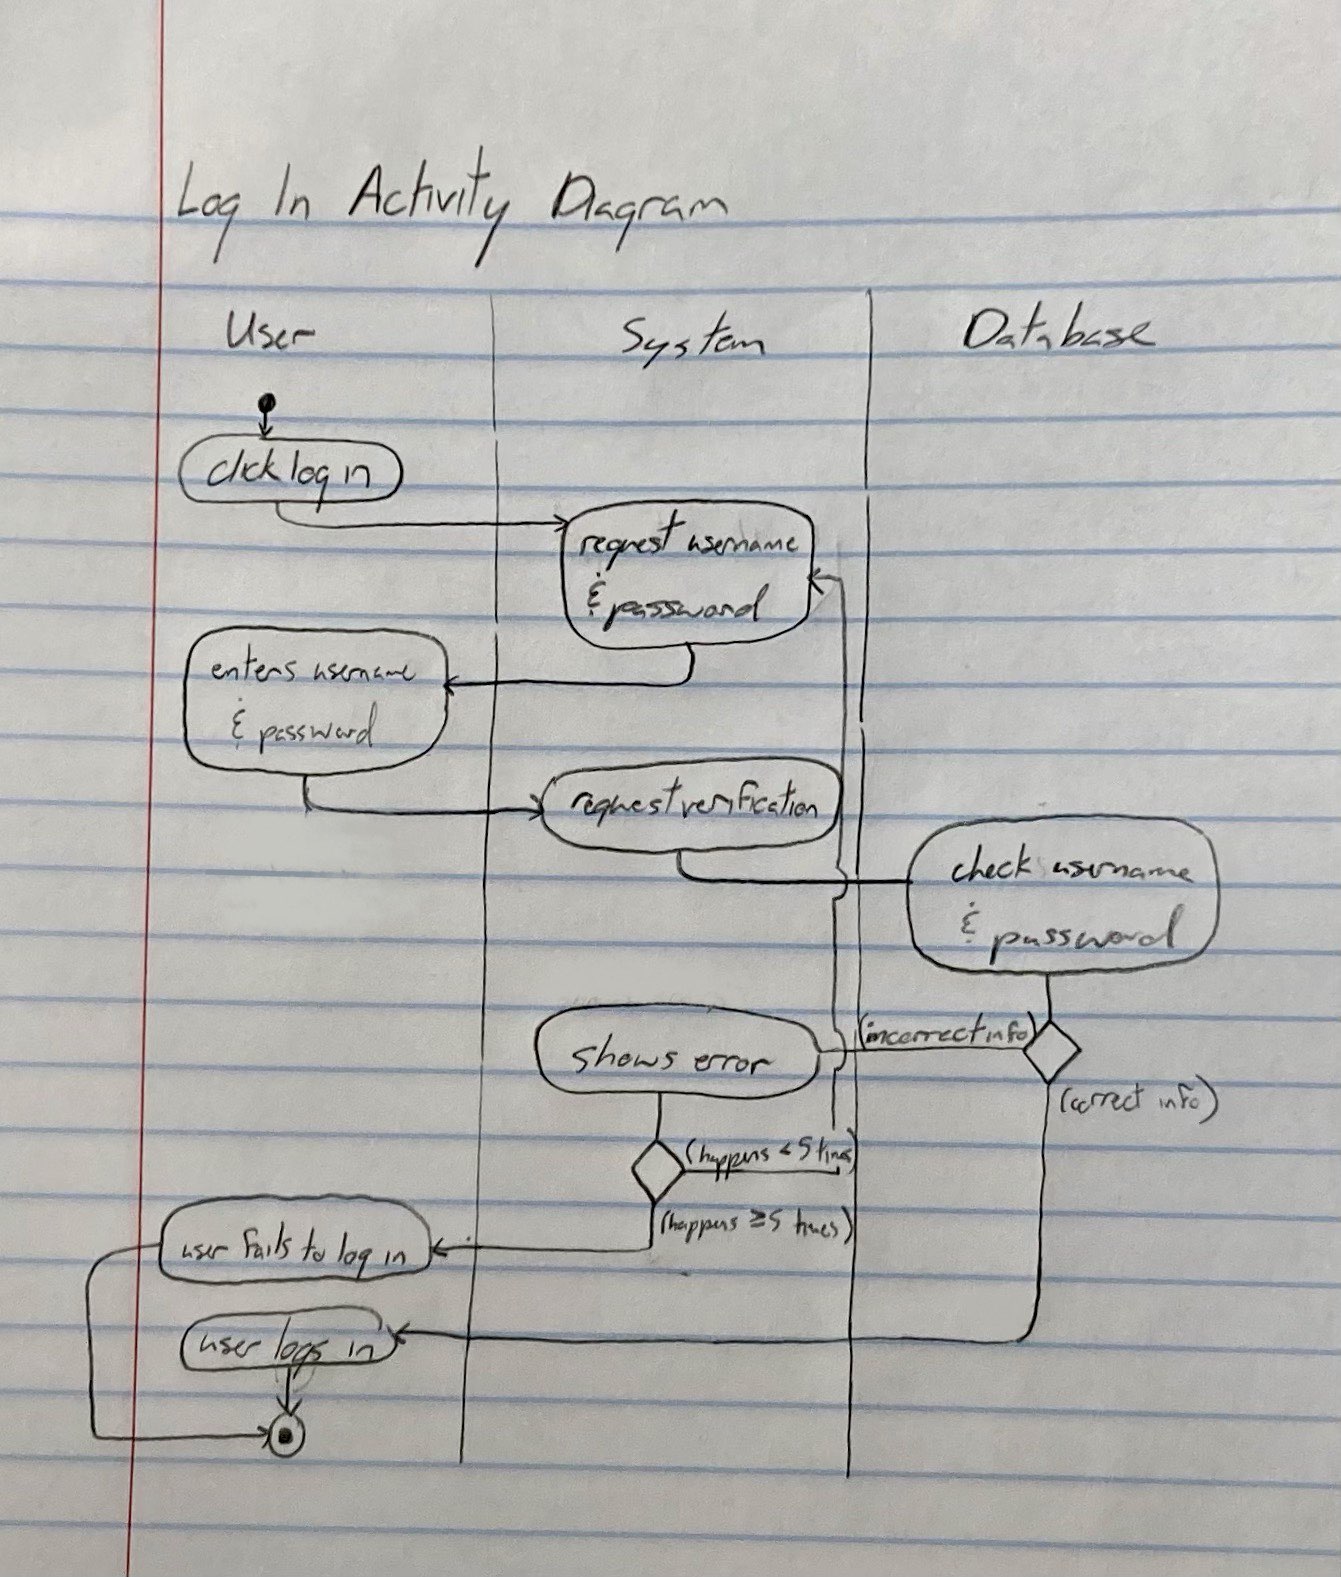 Log In Activity Diagram
User
System
Database
click log in
request username
& password
enters username
& password
request verification
check username
& password
(incorrect info)
shows error
(correct info)
(happens < 5 times)
(happens ≥ 5 times)
user fails to log in
user logs in